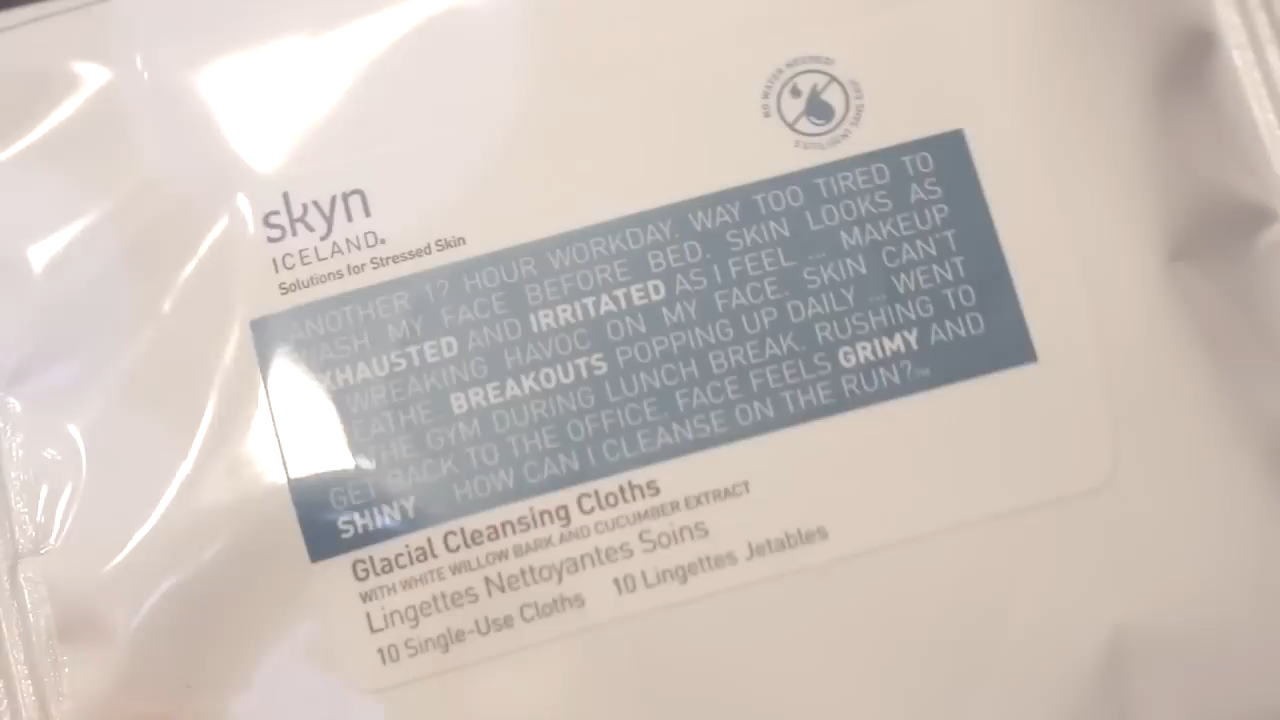 NO WATER NEEDED!
skyn
ICELAND®
Solutions for Stressed Skin
ANOTHER 12 HOUR WORKDAY. WAY TOO TIRED TO
WASH MY FACE BEFORE BED. SKIN LOOKS AS
EXHAUSTED AND IRRITATED AS I FEEL ... MAKEUP
WREAKING HAVOC ON MY FACE. SKIN CAN'T
BREATHE. BREAKOUTS POPPING UP DAILY ... WENT
THE GYM DURING LUNCH BREAK. RUSHING TO
GET BACK TO THE OFFICE. FACE FEELS GRIMY AND
SHINY HOW CAN I CLEANSE ON THE RUN?™
Glacial Cleansing Cloths
WITH WHITE WILLOW BARK AND CUCUMBER EXTRACT
Lingettes Nettoyantes Soins
10 Single-Use Cloths 10 Lingettes Jetables